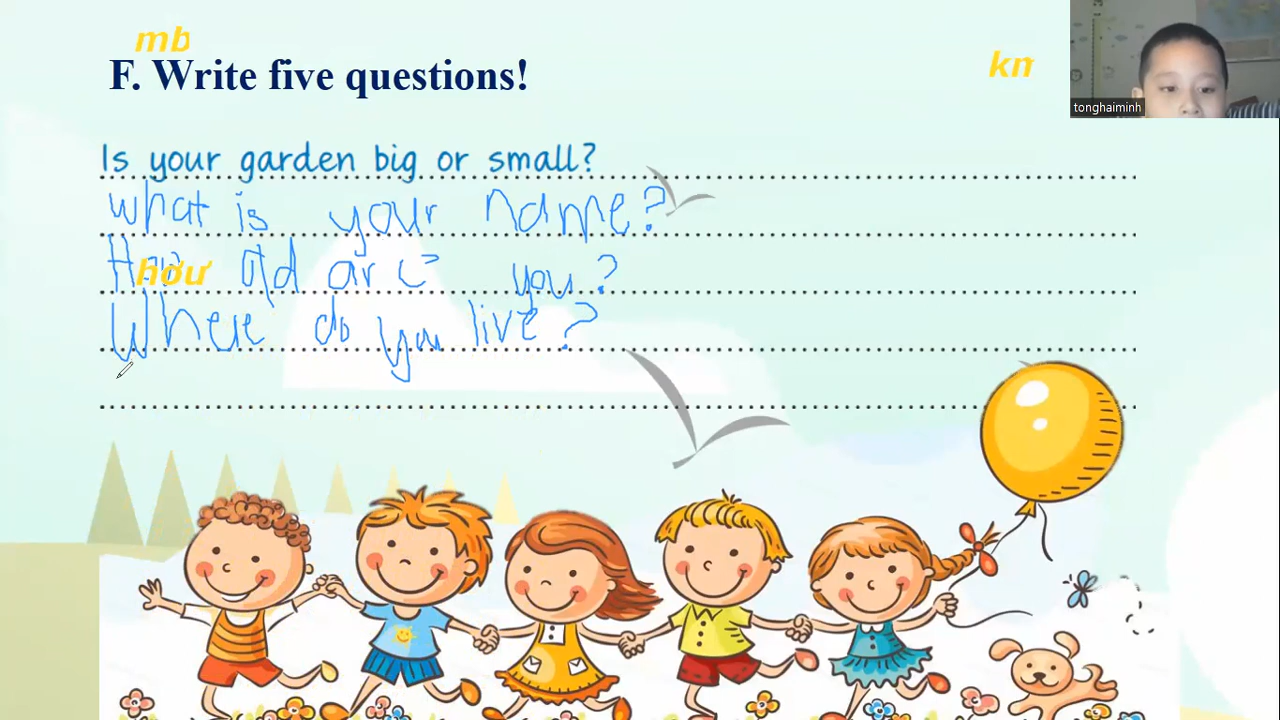 mb
F. Write five questions!
kn
tonghaiminh
Is your garden big or small?
what is your name?
How old are you?
hơư
Where do you live?